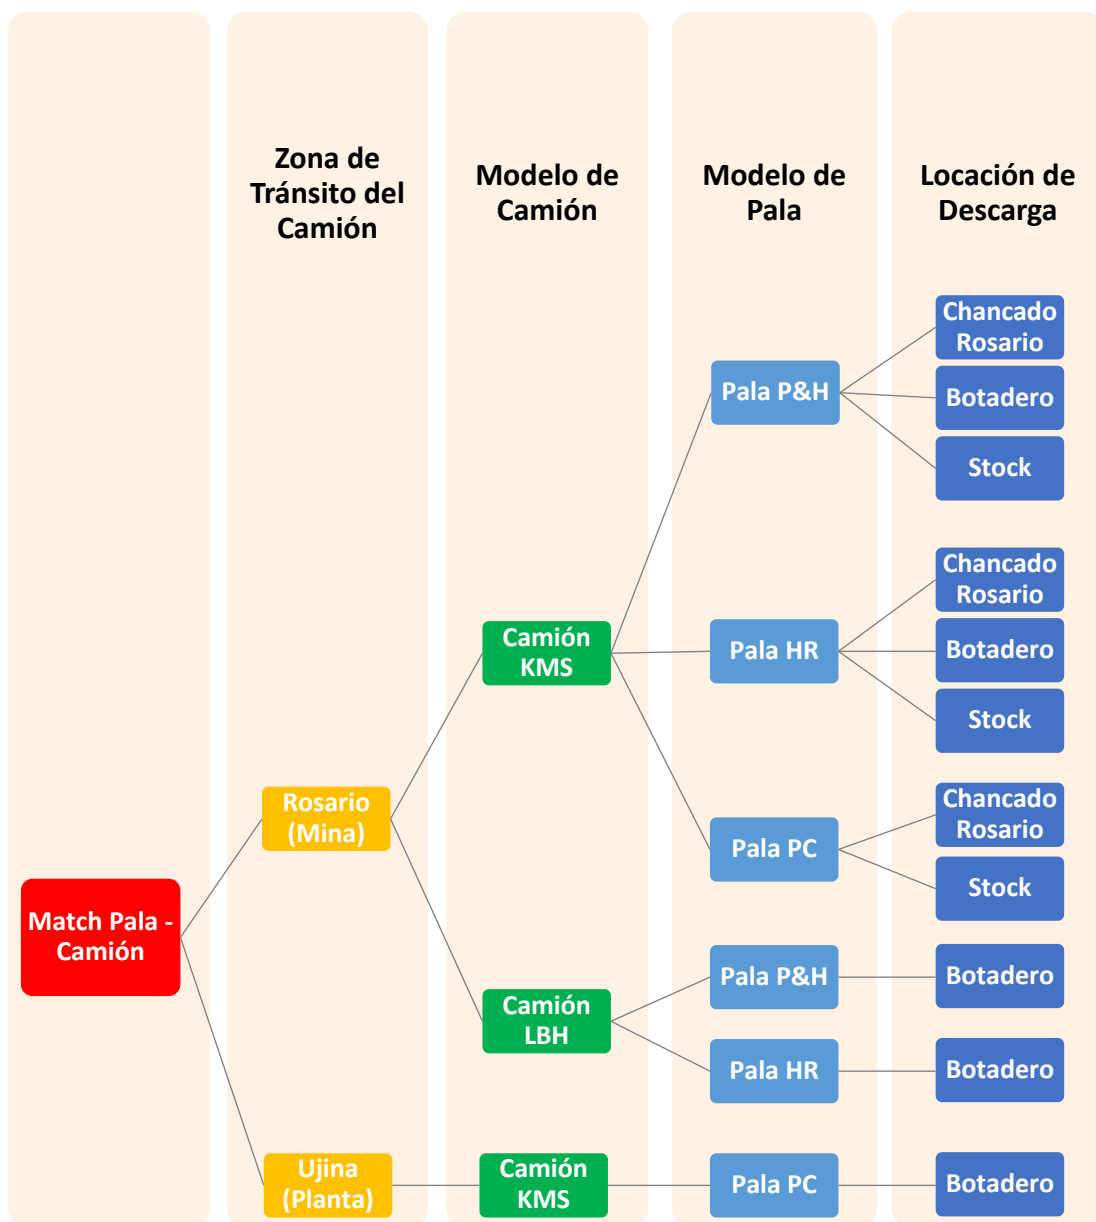 Zona de
Tránsito del
Camión
Modelo de
Camión
Modelo de
Pala
Locación de
Descarga
Match Pala -
Camión
Rosario
(Mina)
Ujina
(Planta)
Camión
KMS
Camión
LBH
Camión
KMS
Pala P&H
Pala HR
Pala PC
Pala P&H
Pala HR
Pala PC
Chancado
Rosario
Botadero
Stock
Chancado
Rosario
Botadero
Stock
Chancado
Rosario
Stock
Botadero
Botadero
Botadero